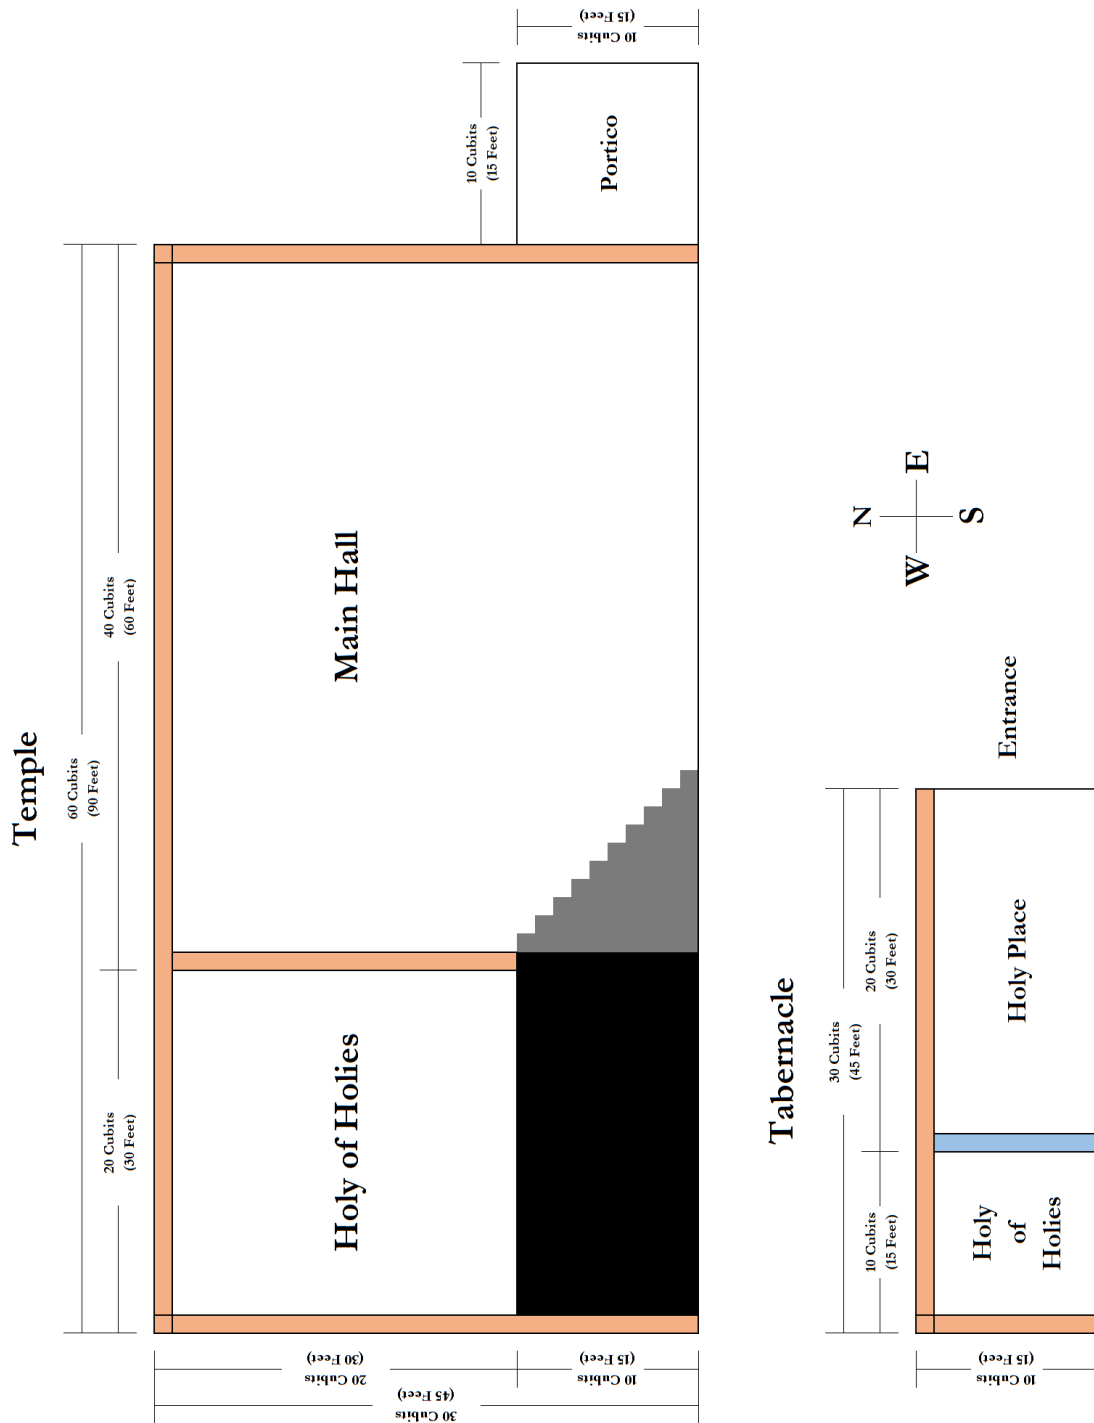 Temple
60 Cubits
(90 Feet)
20 Cubits
(30 Feet)
40 Cubits
(60 Feet)
30 Cubits
(45 Feet)
20 Cubits
(30 Feet)
10 Cubits
(15 Feet)
Holy of Holies
Main Hall
10 Cubits
(15 Feet)
Portico
10 Cubits
(15 Feet)
Tabernacle
30 Cubits
(45 Feet)
10 Cubits
(15 Feet)
20 Cubits
(30 Feet)
10 Cubits
(15 Feet)
Holy
of
Holies
Holy Place
Entrance
N
W
E
S